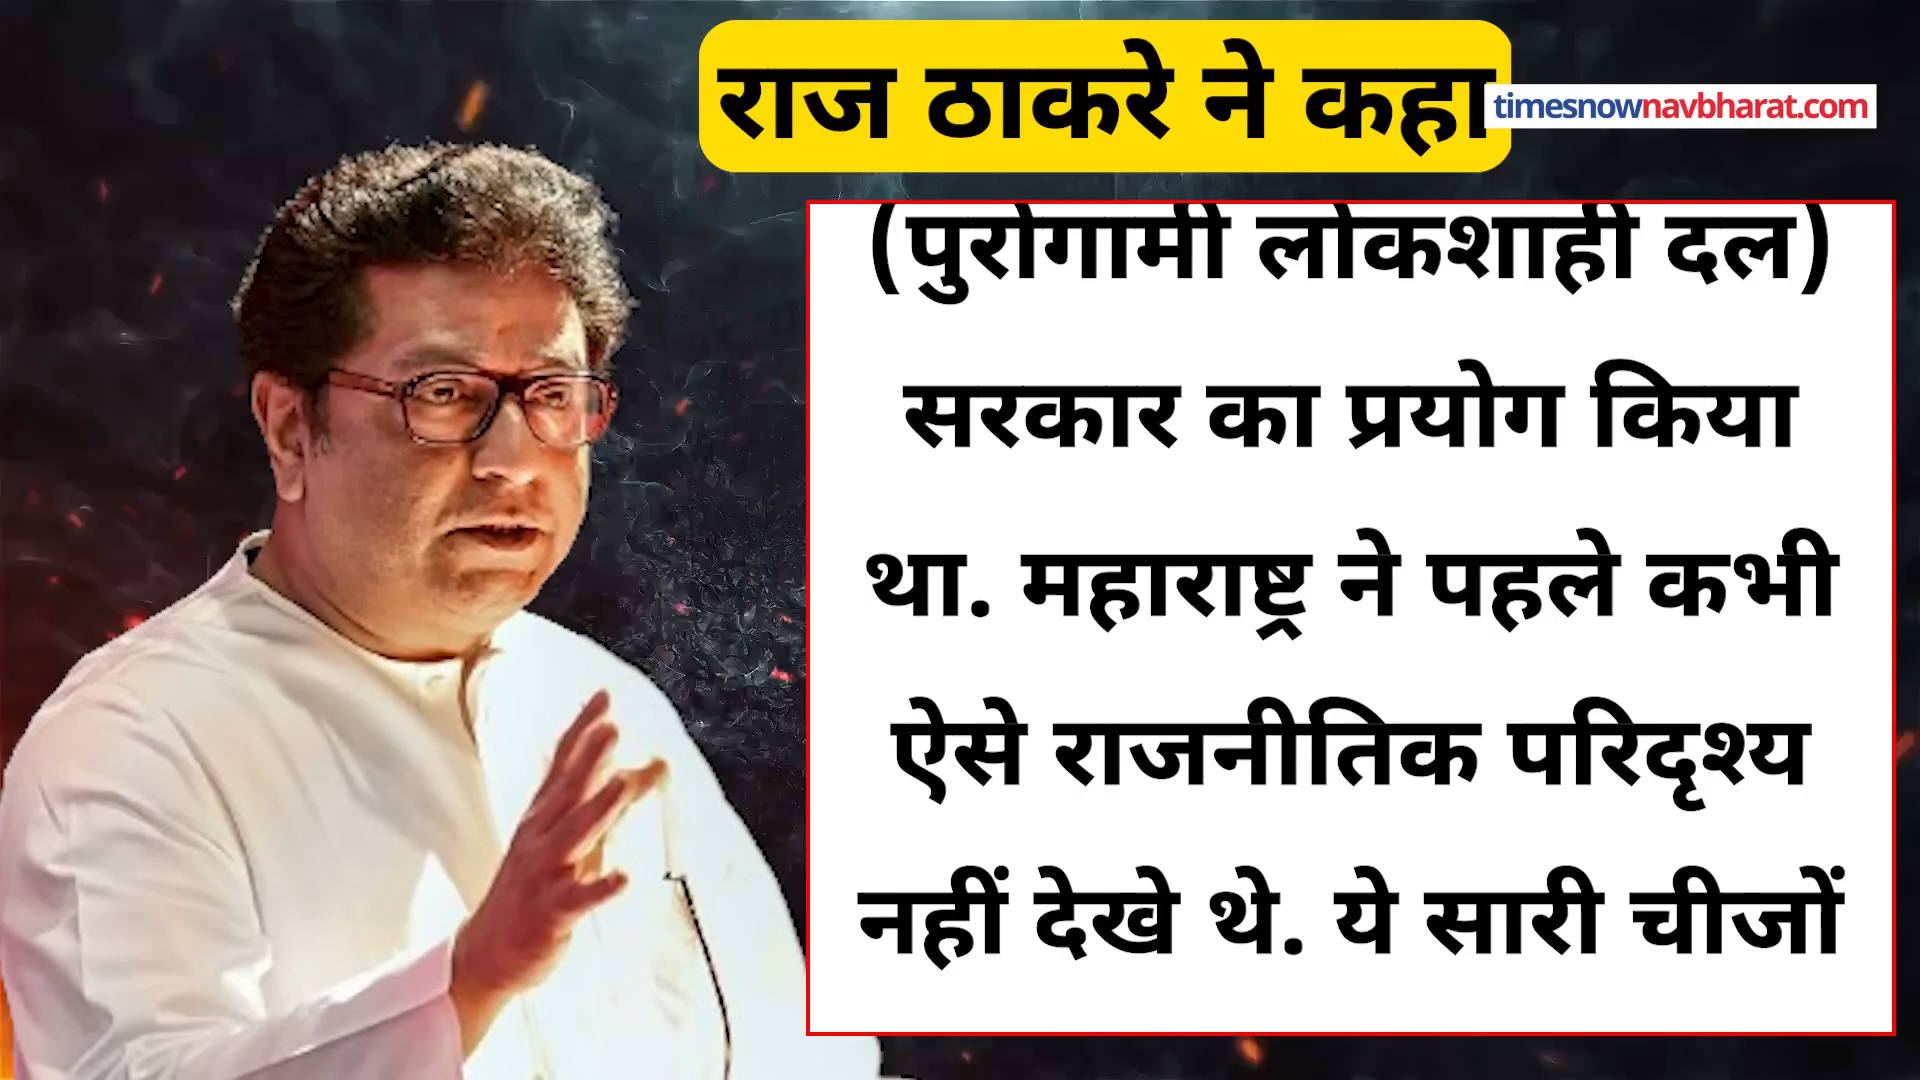 राज ठाकरे ने कहा
timesnownavbharat.com
(पुरोगामी लोकशाही दल)
सरकार का प्रयोग किया
था. महाराष्ट्र ने पहले कभी
ऐसे राजनीतिक परिदृश्य
नहीं देखे थे. ये सारी चीजों